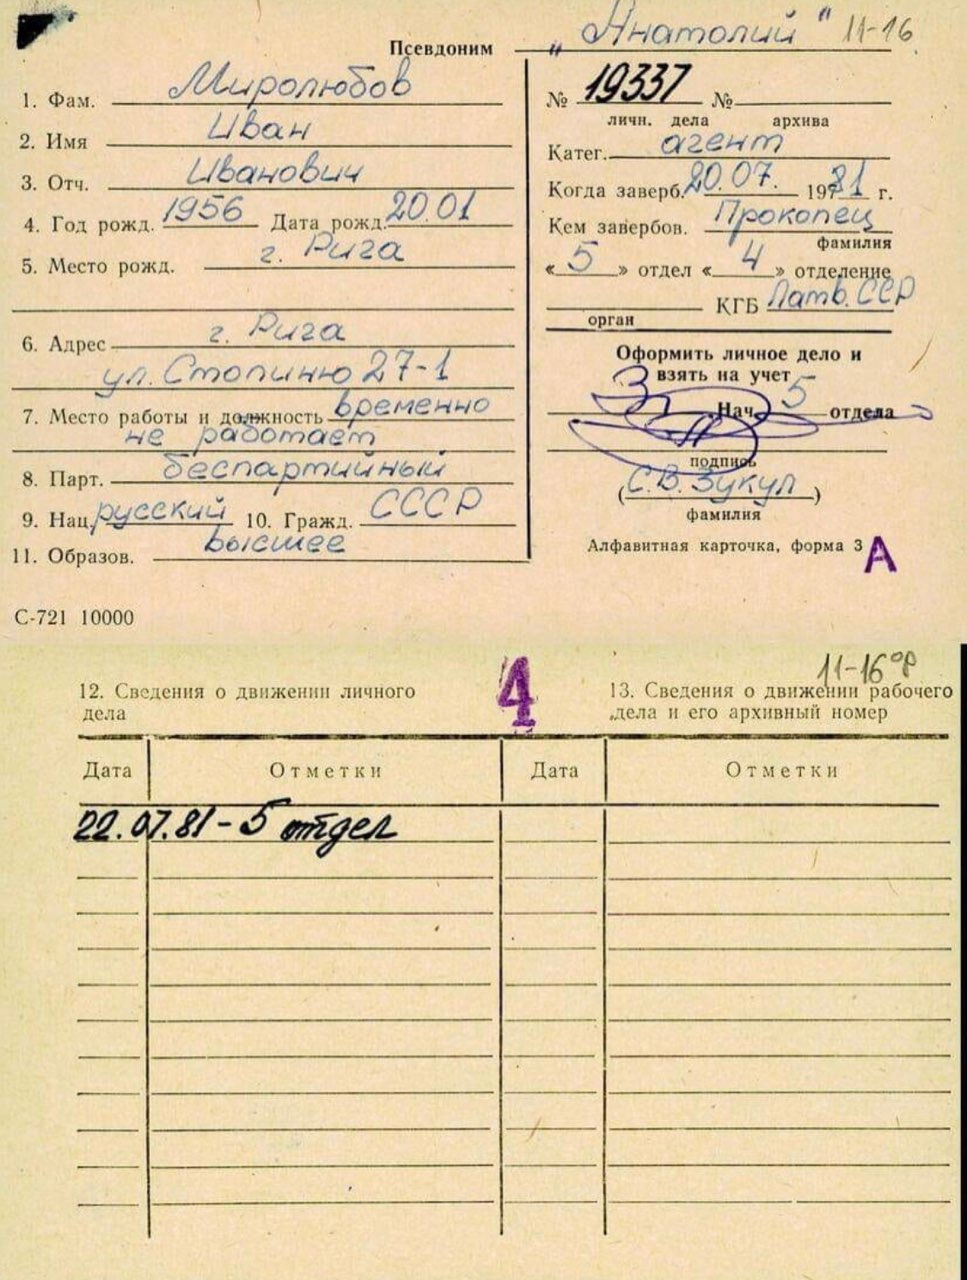 Псевдоним „Анатолий" 11-16
1. Фам. Миролюбов
2. Имя Иван
3. Отч. Иванович
4. Год рожд. 1956 Дата рожд. 20.01
5. Место рожд. г. Рига
6. Адрес г. Рига
ул. Стопиню 27-1
7. Место работы и должность временно
не работает
8. Парт. беспартийный
9. Нац. русский 10. Гражд. СССР
11. Образов. высшее
С-721 10000
№ 19337 №
личн. дела архива
Катег. агент
Когда заверб. 20.07. 1981 г.
Кем завербов. Прокопец
фамилия
« 5 » отдел « 4 » отделение
КГБ Латв. ССР
орган
Оформить личное дело и
взять на учет
Нач. 5 отдела
подпись
(С.В. Зукул)
фамилия
Алфавитная карточка, форма 3
А
11-16
12. Сведения о движении личного
дела
4
13. Сведения о движении рабочего
дела и его архивный номер
Дата Отметки Дата Отметки
22.07.81 - 5 отдел